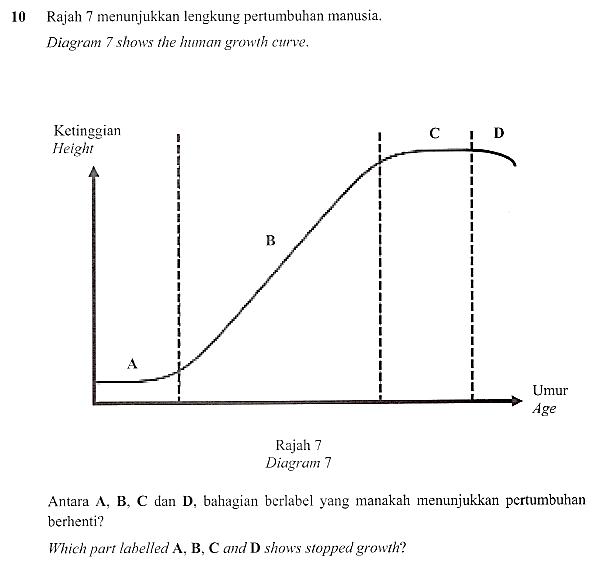 10 Rajah 7 menunjukkan lengkung pertumbuhan manusia.
Diagram 7 shows the human growth curve.
Ketinggian
Height
C
D
B
A
Umur
Age
Rajah 7
Diagram 7
Antara A, B, C dan D, bahagian berlabel yang manakah menunjukkan pertumbuhan
berhenti?
Which part labelled A, B, C and D shows stopped growth?